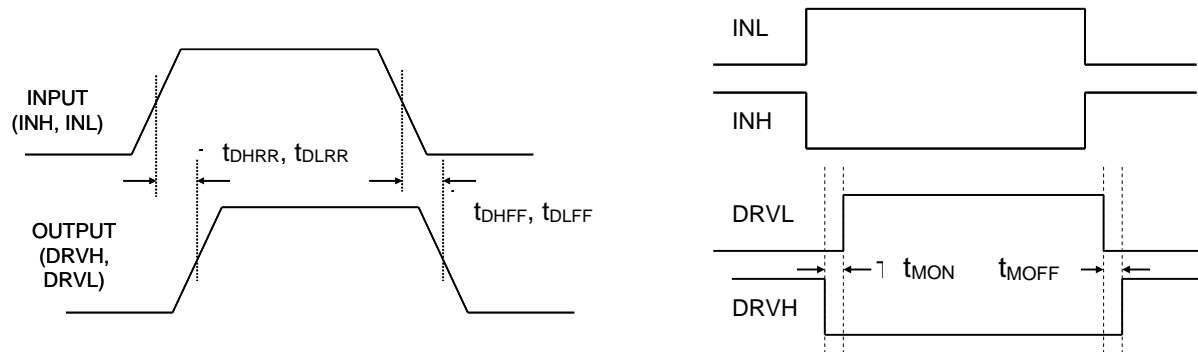 INPUT
(INH, INL)
tDHRR, tDLRR
tDHFF, tDLFF
OUTPUT
(DRVH,
DRVL)
INL
INH
DRVL
tMON
tMOFF
DRVH